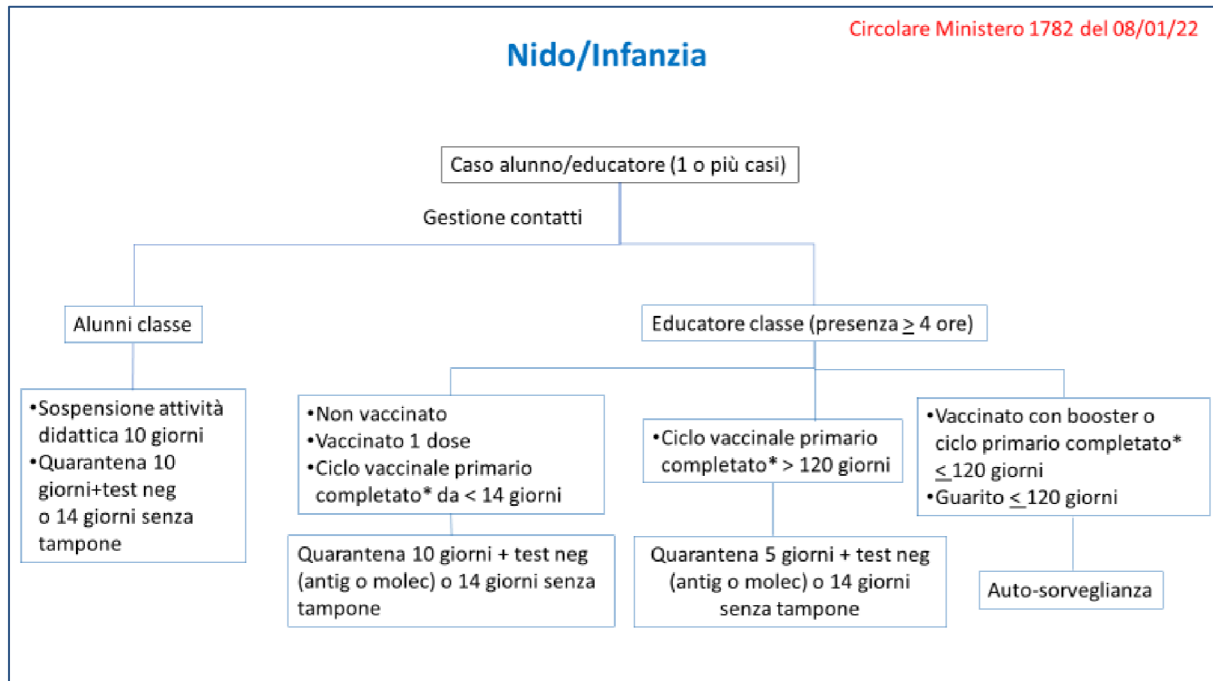 Circolare Ministero 1782 del 08/01/22
Nido/Infanzia
Caso alunno/educatore (1 o più casi)
Gestione contatti
Alunni classe
Educatore classe (presenza > 4 ore)
•Sospensione attività
didattica 10 giorni
•Quarantena 10
giorni+test neg
o 14 giorni senza
tampone
•Non vaccinato
•Vaccinato 1 dose
•Ciclo vaccinale primario
completato* da < 14 giorni
•Ciclo vaccinale primario
completato* > 120 giorni
•Vaccinato con booster o
ciclo primario completato*
< 120 giorni
•Guarito < 120 giorni
Quarantena 10 giorni + test neg
(antig o molec) o 14 giorni senza
tampone
Quarantena 5 giorni + test neg
(antig o molec) o 14 giorni
senza tampone
Auto-sorveglianza